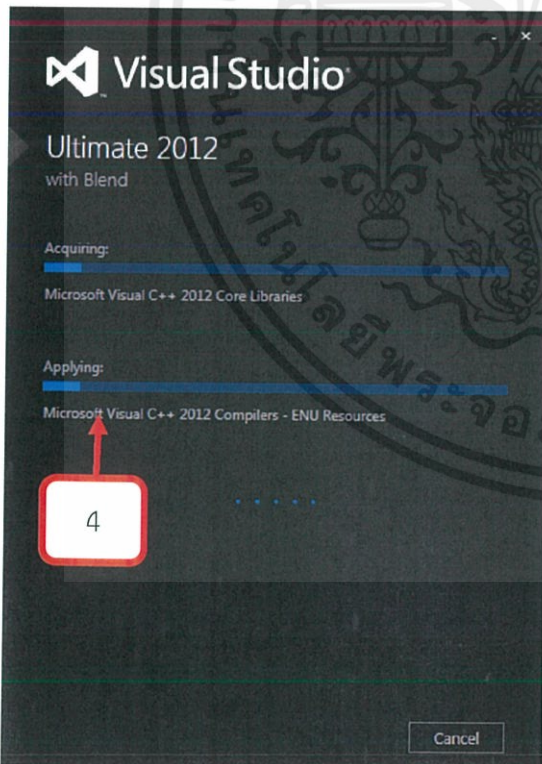 Visual Studio
Ultimate 2012
with Blend
Acquiring:
Microsoft Visual C++ 2012 Core Libraries
Applying:
Microsoft Visual C++ 2012 Compilers - ENU Resources
4
Cancel